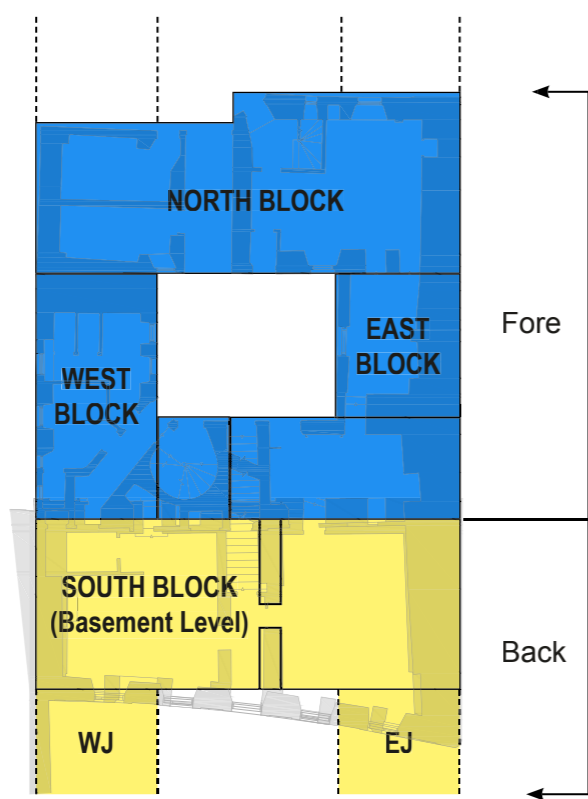 NORTH BLOCK
Fore
EAST
BLOCK
WEST
BLOCK
SOUTH BLOCK
(Basement Level)
Back
WJ
EJ